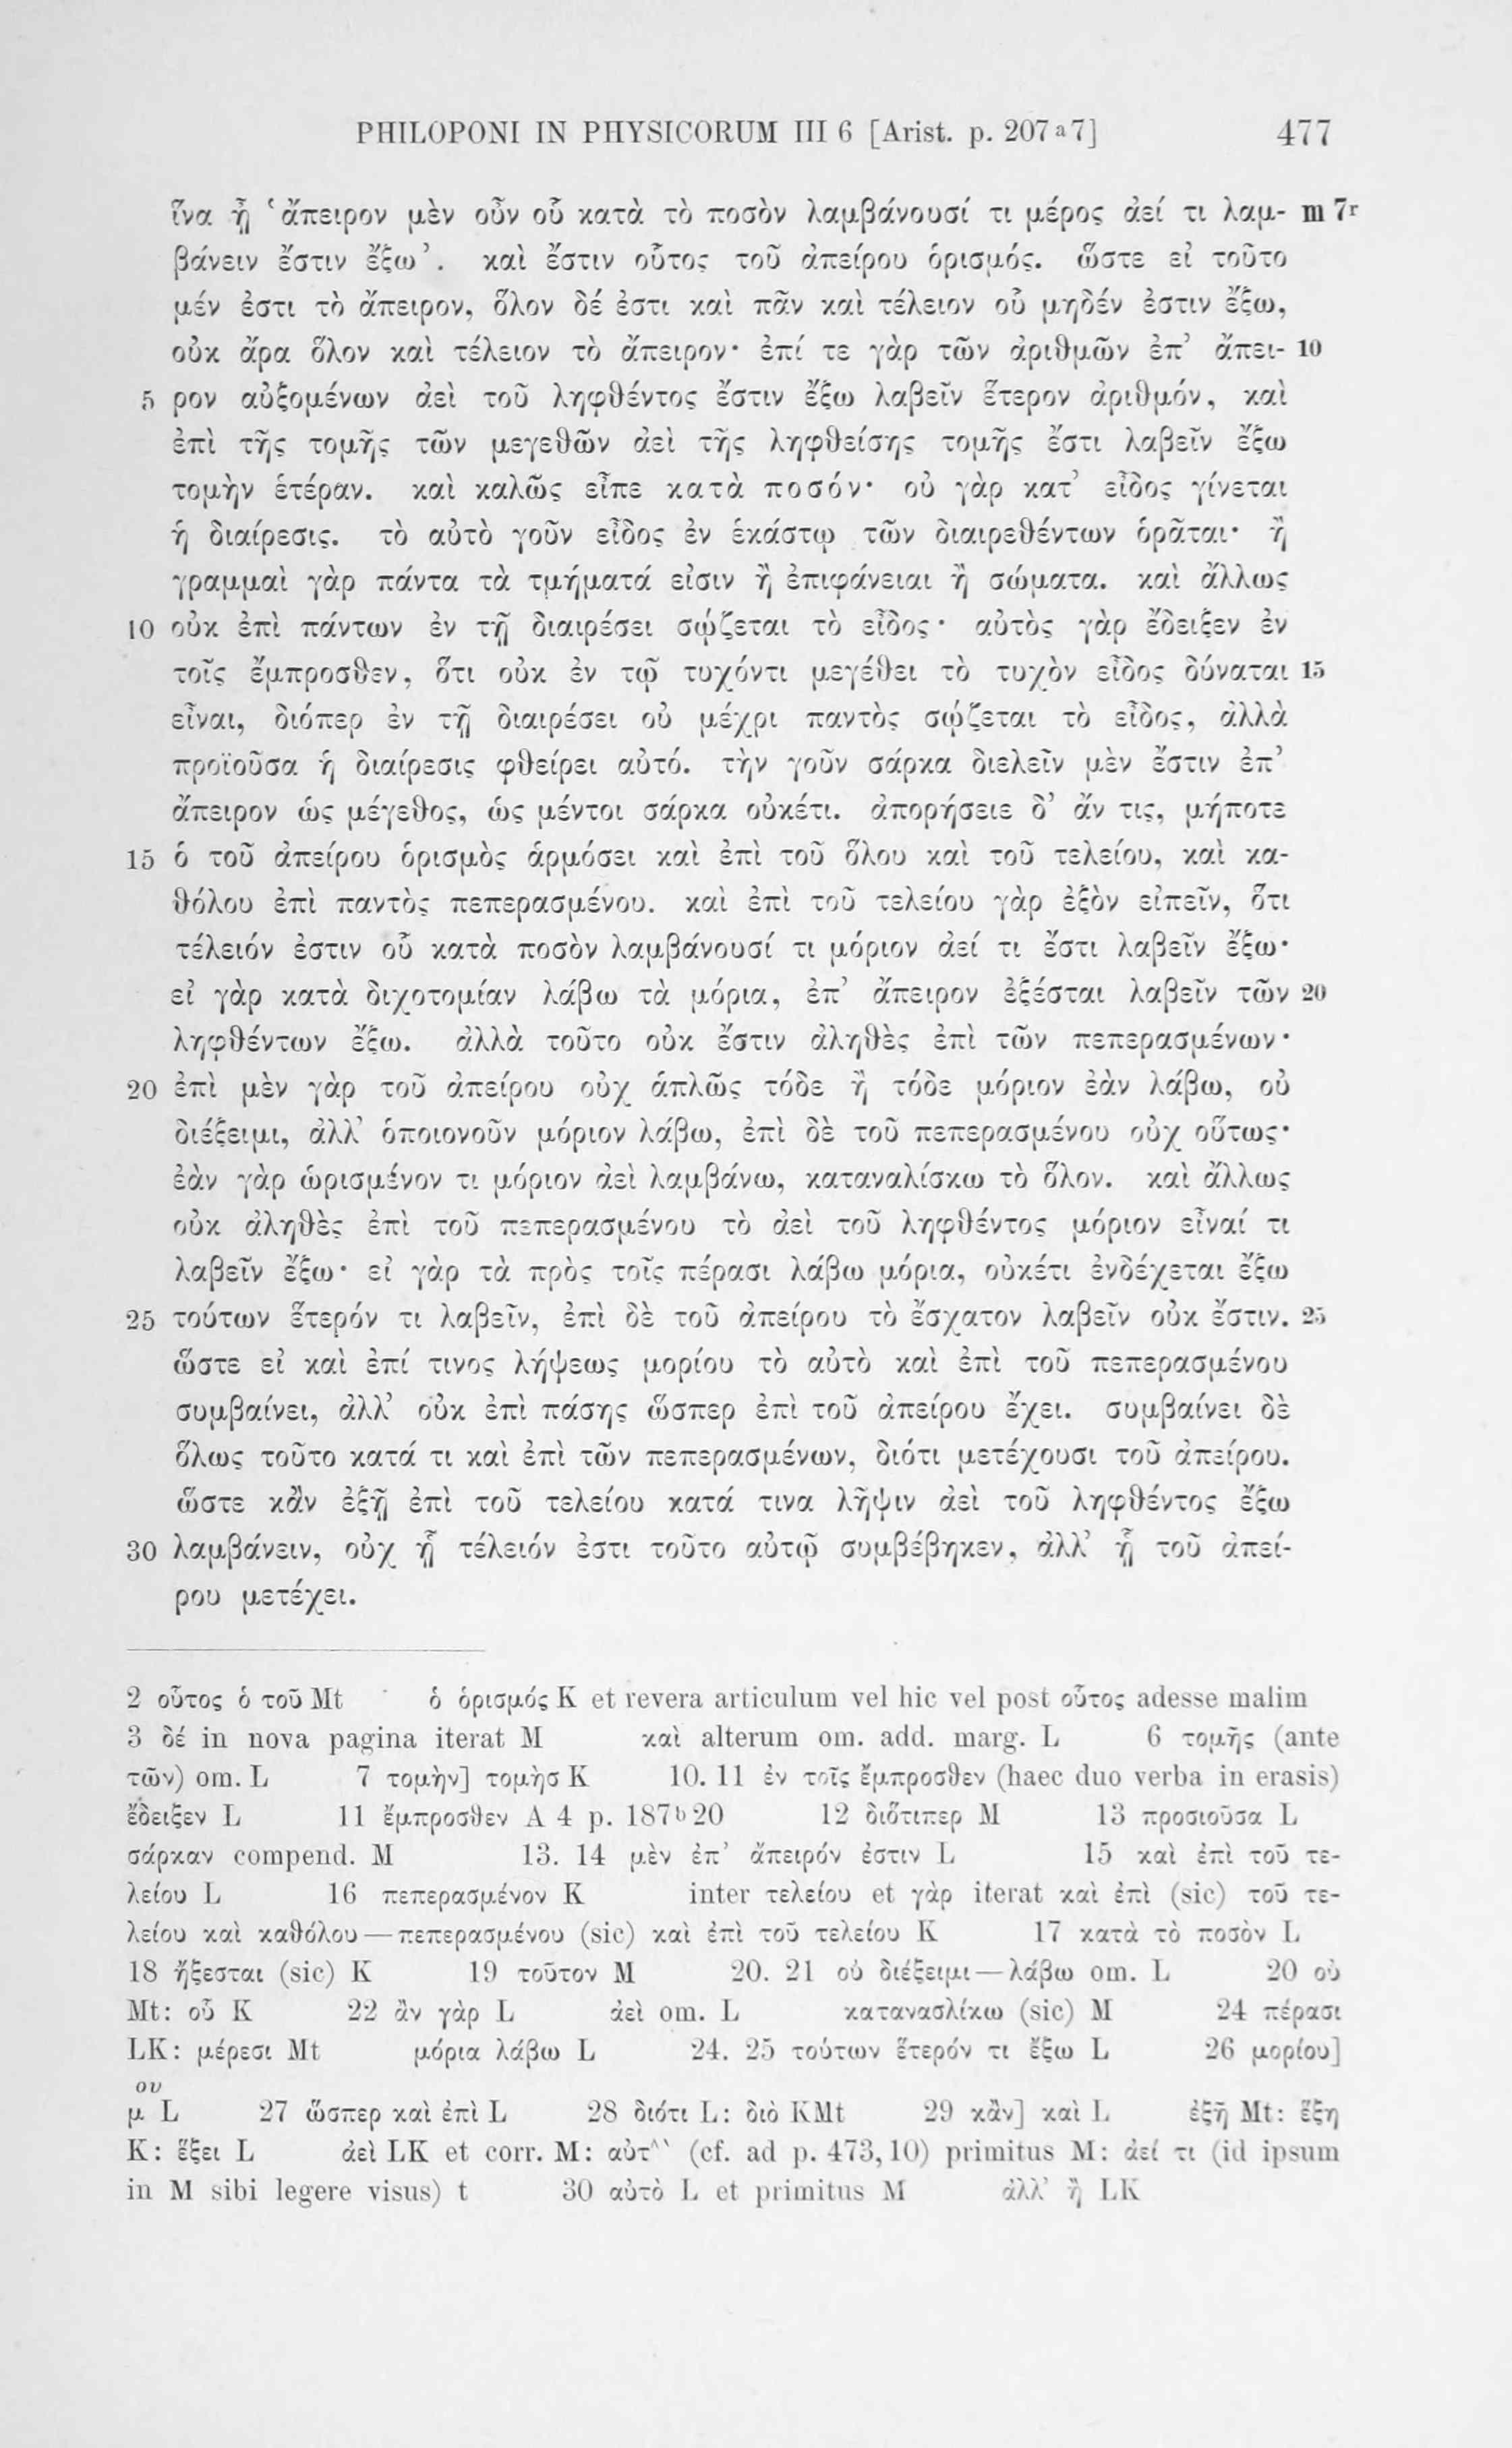 PHILOPONI IN PHYSICORUM III 6 [Arist. p. 207ᵃ7] 477
ἵνα ᾖ ‘ἄπειρον μὲν οὖν οὗ κατὰ τὸ ποσὸν λαμβάνουσί τι μέρος ἀεί τι λαμ- m 7r
βάνειν ἔστιν ἔξω’. καὶ ἔστιν οὗτος τοῦ ἀπείρου ὁρισμός. ὥστε εἰ τοῦτο
μέν ἐστι τὸ ἄπειρον, ὅλον δέ ἐστι καὶ πᾶν καὶ τέλειον οὗ μηδέν ἐστιν ἔξω,
οὐκ ἄρα ὅλον καὶ τέλειον τὸ ἄπειρον· ἐπί τε γὰρ τῶν ἀριθμῶν ἐπ’ ἄπει- 10
5 ρον αὐξομένων ἀεὶ τοῦ ληφθέντος ἔστιν ἔξω λαβεῖν ἕτερον ἀριθμόν, καὶ
ἐπὶ τῆς τομῆς τῶν μεγεθῶν ἀεὶ τῆς ληφθείσης τομῆς ἔστι λαβεῖν ἔξω
τομὴν ἑτέραν. καὶ καλῶς εἶπε κατὰ ποσόν· οὐ γὰρ κατ’ εἶδος γίνεται
ἡ διαίρεσις. τὸ αὐτὸ γοῦν εἶδος ἐν ἑκάστῳ τῶν διαιρεθέντων ὁρᾶται· ἢ
γραμμαὶ γὰρ πάντα τὰ τμήματά εἰσιν ἢ ἐπιφάνειαι ἢ σώματα. καὶ ἄλλως
10 οὐκ ἐπὶ πάντων ἐν τῇ διαιρέσει σῴζεται τὸ εἶδος· αὐτὸς γὰρ ἔδειξεν ἐν
τοῖς ἔμπροσθεν, ὅτι οὐκ ἐν τῷ τυχόντι μεγέθει τὸ τυχὸν εἶδος δύναται 15
εἶναι, διόπερ ἐν τῇ διαιρέσει οὐ μέχρι παντὸς σῴζεται τὸ εἶδος, ἀλλὰ
προϊοῦσα ἡ διαίρεσις φθείρει αὐτό. τὴν γοῦν σάρκα διελεῖν μὲν ἔστιν ἐπ’
ἄπειρον ὡς μέγεθος, ὡς μέντοι σάρκα οὐκέτι. ἀπορήσειε δ’ ἄν τις, μήποτε
15 ὁ τοῦ ἀπείρου ὁρισμὸς ἁρμόσει καὶ ἐπὶ τοῦ ὅλου καὶ τοῦ τελείου, καὶ κα-
θόλου ἐπὶ παντὸς πεπερασμένου. καὶ ἐπὶ τοῦ τελείου γὰρ ἐξὸν εἰπεῖν, ὅτι
τέλειόν ἐστιν οὗ κατὰ ποσὸν λαμβάνουσί τι μόριον ἀεί τι ἔστι λαβεῖν ἔξω·
εἰ γὰρ κατὰ διχοτομίαν λάβω τὰ μόρια, ἐπ’ ἄπειρον ἐξέσται λαβεῖν τῶν 20
ληφθέντων ἔξω. ἀλλὰ τοῦτο οὐκ ἔστιν ἀληθὲς ἐπὶ τῶν πεπερασμένων·
20 ἐπὶ μὲν γὰρ τοῦ ἀπείρου οὐχ ἁπλῶς τόδε ἢ τόδε μόριον ἐὰν λάβω, οὐ
διέξειμι, ἀλλ’ ὁποιονοῦν μόριον λάβω, ἐπὶ δὲ τοῦ πεπερασμένου οὐχ οὕτως·
ἐὰν γὰρ ὡρισμένον τι μόριον ἀεὶ λαμβάνω, καταναλίσκω τὸ ὅλον. καὶ ἄλλως
οὐκ ἀληθὲς ἐπὶ τοῦ πεπερασμένου τὸ ἀεὶ τοῦ ληφθέντος μόριον εἶναί τι
λαβεῖν ἔξω· εἰ γὰρ τὰ πρὸς τοῖς πέρασι λάβω μόρια, οὐκέτι ἐνδέχεται ἔξω
25 τούτων ἕτερόν τι λαβεῖν, ἐπὶ δὲ τοῦ ἀπείρου τὸ ἔσχατον λαβεῖν οὐκ ἔστιν. 25
ὥστε εἰ καὶ ἐπί τινος λήψεως μορίου τὸ αὐτὸ καὶ ἐπὶ τοῦ πεπερασμένου
συμβαίνει, ἀλλ’ οὐκ ἐπὶ πάσης ὥσπερ ἐπὶ τοῦ ἀπείρου ἔχει. συμβαίνει δὲ
ὅλως τοῦτο κατά τι καὶ ἐπὶ τῶν πεπερασμένων, διότι μετέχουσι τοῦ ἀπείρου.
ὥστε κἂν ἐξῇ ἐπὶ τοῦ τελείου κατά τινα λῆψιν ἀεὶ τοῦ ληφθέντος ἔξω
30 λαμβάνειν, οὐχ ᾗ τέλειόν ἐστι τοῦτο αὐτῷ συμβέβηκεν, ἀλλ’ ᾗ τοῦ ἀπεί-
ρου μετέχει.
2 οὗτος ὁ τοῦ Mt ὁ ὁρισμός K et revera articulum vel hic vel post οὗτος adesse malim
3 δέ in nova pagina iterat M καὶ alterum om. add. marg. L 6 τομῆς (ante
τῶν) om. L 7 τομὴν] τομὴσ K 10. 11 ἐν τοῖς ἔμπροσθεν (haec duo verba in erasis)
ἔδειξεν L 11 ἔμπροσθεν A 4 p. 187ᵇ20 12 διότιπερ M 13 προσιοῦσα L
σάρκαν compend. M 13. 14 μὲν ἐπ’ ἄπειρόν ἐστιν L 15 καὶ ἐπὶ τοῦ τε-
λείου L 16 πεπερασμένον K inter τελείου et γὰρ iterat καὶ ἐπὶ (sic) τοῦ τε-
λείου καὶ καθόλου — πεπερασμένου (sic) καὶ ἐπὶ τοῦ τελείου K 17 κατὰ τὸ ποσὸν L
18 ἤξεσται (sic) K 19 τοῦτον M 20. 21 οὐ διέξειμι — λάβω om. L 20 οὐ
Mt: οὗ K 22 ἂν γὰρ L ἀεὶ om. L κατανασλίκω (sic) M 24 πέρασι
LK: μέρεσι Mt μόρια λάβω L 24. 25 τούτων ἕτερόν τι ἔξω L 26 μορίου]
ου
μ L 27 ὥσπερ καὶ ἐπὶ L 28 διότι L: διὸ KMt 29 κἂν] καὶ L ἐξῇ Mt: ἕξη
K: ἕξει L ἀεὶ LK et corr. M: αὐτ^‵‵ (cf. ad p. 473,10) primitus M: ἀεί τι (id ipsum
in M sibi legere visus) t 30 αὐτὸ L et primitus M ἀλλ’ ἢ LK